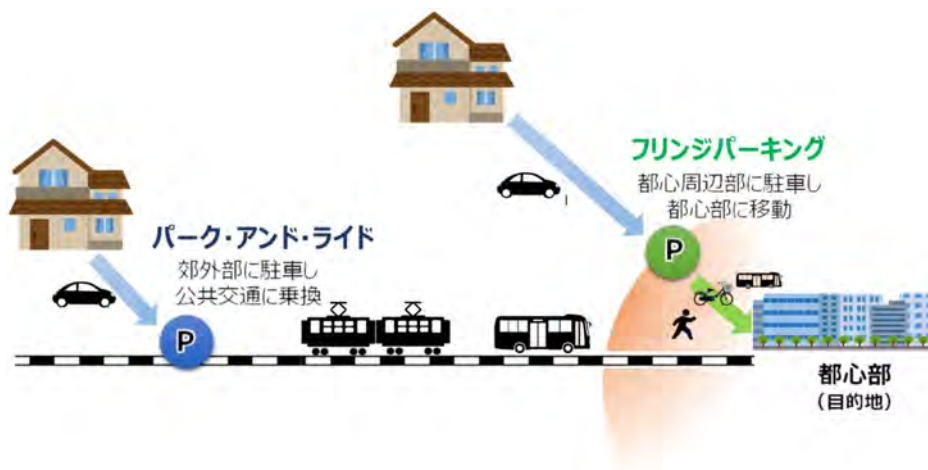 フリンジパーキング
都心周辺部に駐車し
都心部に移動
P
パーク・アンド・ライド
郊外部に駐車し
公共交通に乗換
P
都心部
(目的地)